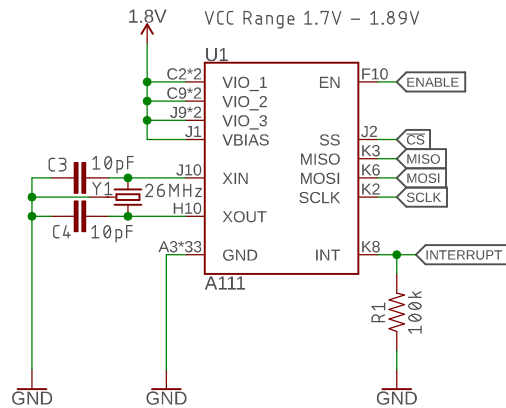 1.8V VCC Range 1.7V - 1.89V
U1
C2*2 VIO_1 EN F10 ENABLE
C9*2 VIO_2
J9*2 VIO_3
J1 VBIAS SS J2 CS
MISO K3 MISO
C3 10pF J10 XIN MOSI K6 MOSI
Y1 26MHz SCLK K2 SCLK
H10 XOUT
C4 10pF
A3*33 GND INT K8 INTERRUPT
A111
R1 100k
GND GND GND